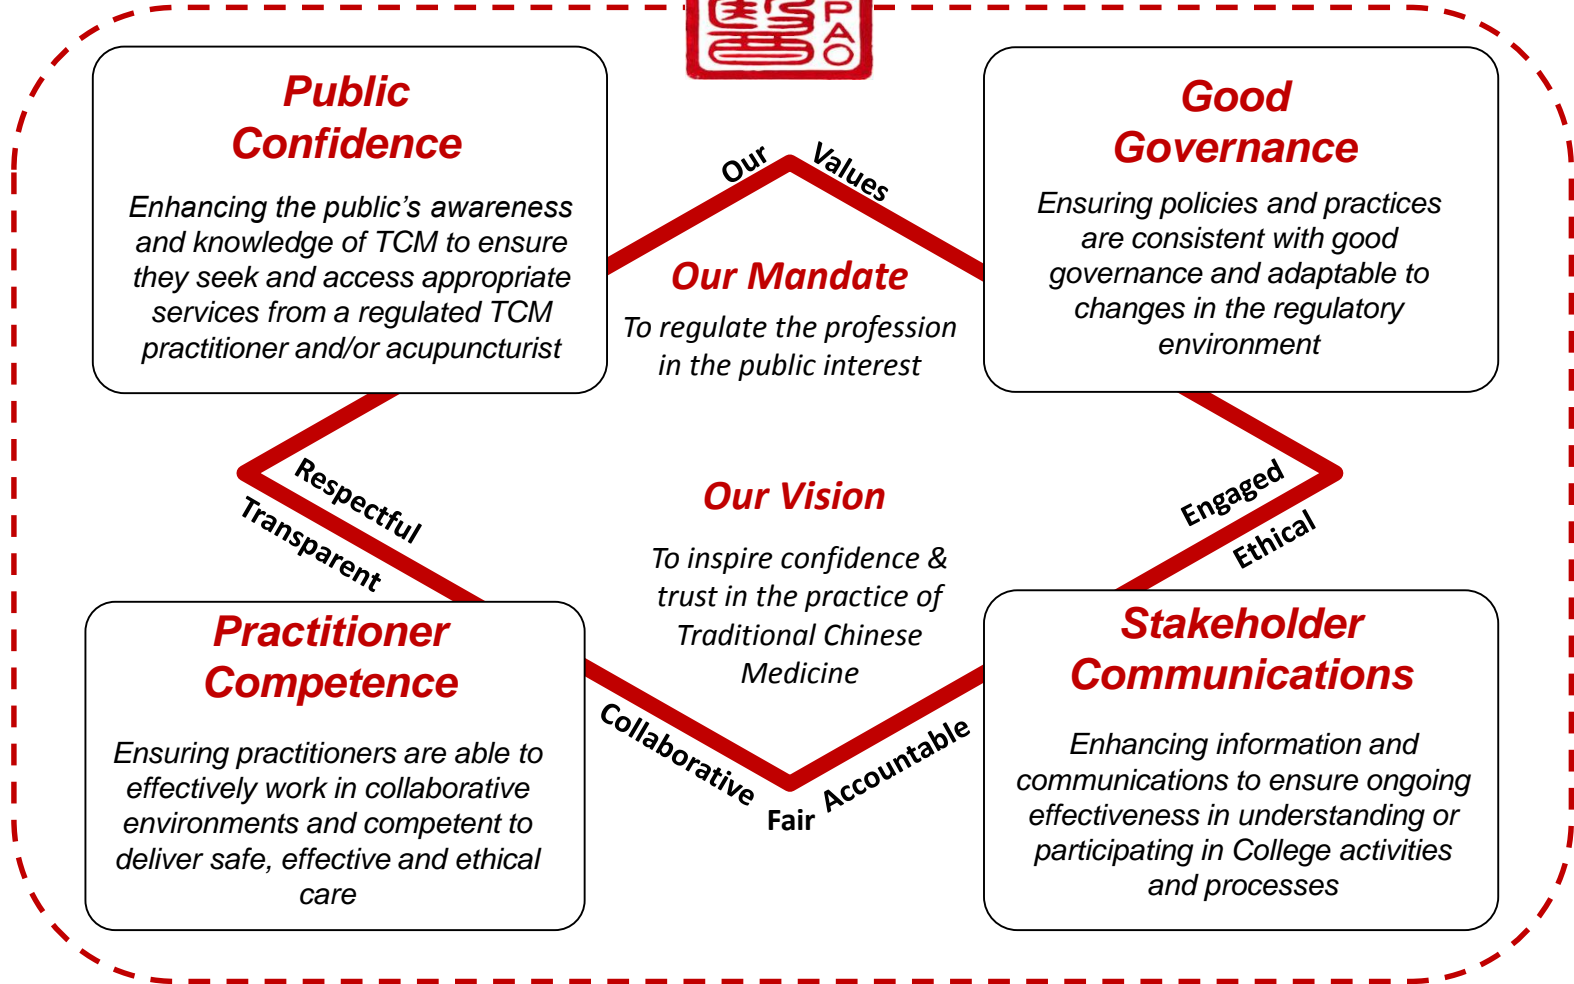 PAO
Public
Confidence
Enhancing the public’s awareness
and knowledge of TCM to ensure
they seek and access appropriate
services from a regulated TCM
practitioner and/or acupuncturist
Good
Governance
Ensuring policies and practices
are consistent with good
governance and adaptable to
changes in the regulatory
environment
Our Values
Our Mandate
To regulate the profession
in the public interest
Our Vision
To inspire confidence &
trust in the practice of
Traditional Chinese
Medicine
Respectful
Transparent
Collaborative
Fair
Accountable
Engaged
Ethical
Practitioner
Competence
Ensuring practitioners are able to
effectively work in collaborative
environments and competent to
deliver safe, effective and ethical
care
Stakeholder
Communications
Enhancing information and
communications to ensure ongoing
effectiveness in understanding or
participating in College activities
and processes